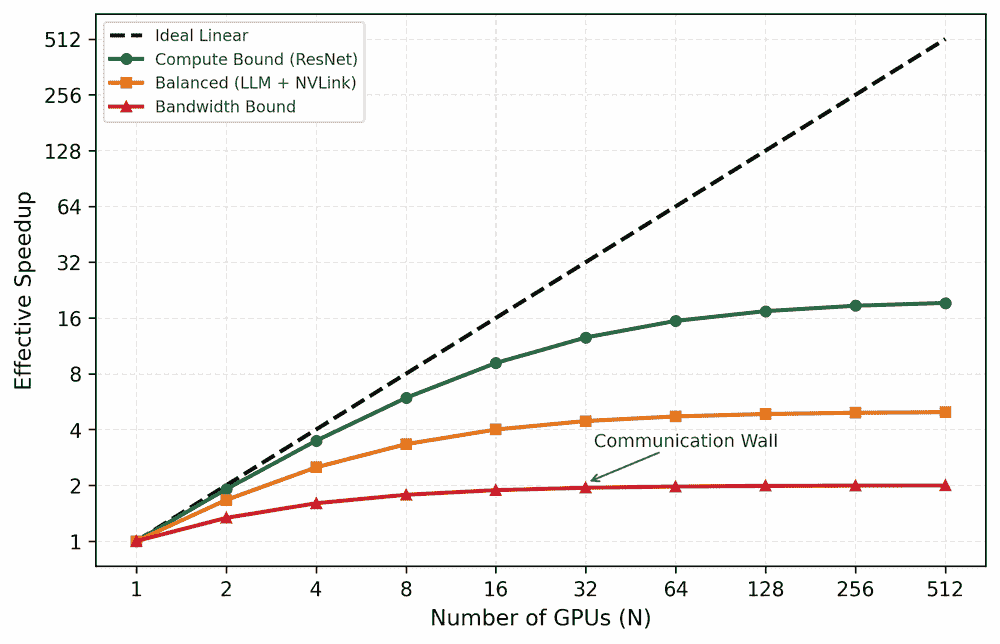 Ideal Linear
Compute Bound (ResNet)
Balanced (LLM + NVLink)
Bandwidth Bound
512
256
128
64
32
16
8
4
2
1
Effective Speedup
Communication Wall
1 2 4 8 16 32 64 128 256 512
Number of GPUs (N)